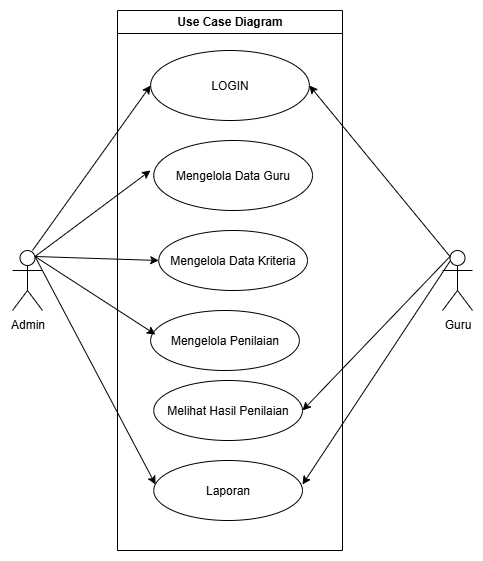 Use Case Diagram
LOGIN
Mengelola Data Guru
Mengelola Data Kriteria
Admin
Guru
Mengelola Penilaian
Melihat Hasil Penilaian
Laporan